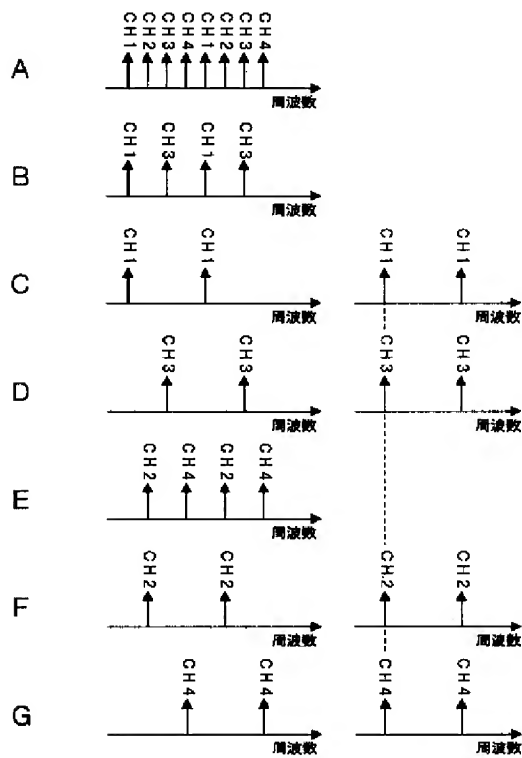 A
CH1 CH2 CH3 CH4 CH1 CH2 CH3 CH4
周波数
B
CH1 CH3 CH1 CH3
周波数
C
CH1 CH1 CH1 CH1
周波数 周波数
D
CH3 CH3 CH3 CH3
周波数 周波数
E
CH2 CH4 CH2 CH4
周波数
F
CH2 CH2 CH2 CH2
周波数 周波数
G
CH4 CH4 CH4 CH4
周波数 周波数